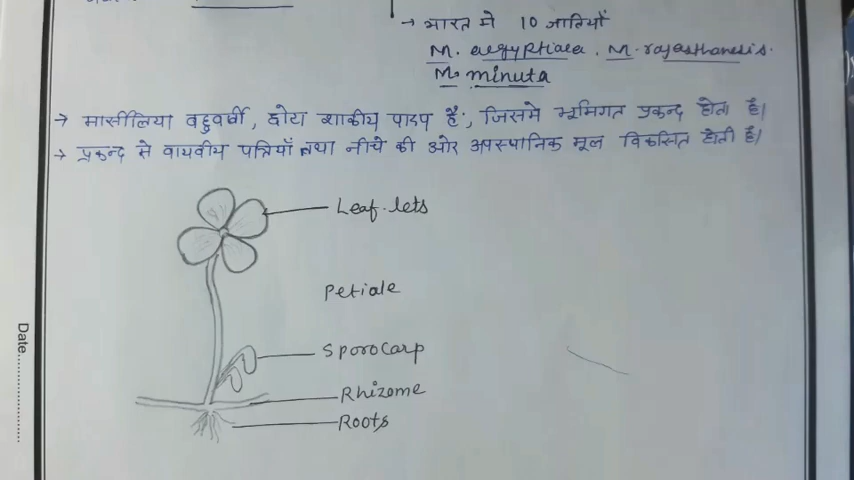 → भारत मे 10 जातियाँ
M. aegyptiaca, M. rajasthanesis.
M. minuta
→ मार्सीलिया बहुवर्षी, छोटा शाकीय पादप है, जिसमे भूमिगत प्रकन्द होता है।
→ प्रकन्द से वायवीय पत्तियाँ तथा नीचे की ओर अपस्थानिक मूल विकसित होती है।
Leaf-lets
Petiale
Sporocarp
Rhizome
Roots
Date